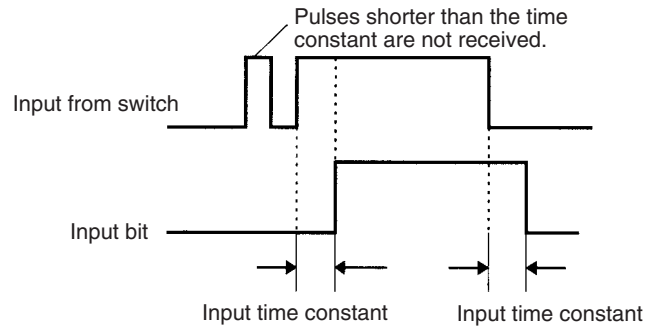 Pulses shorter than the time
constant are not received.
Input from switch
Input bit
Input time constant
Input time constant